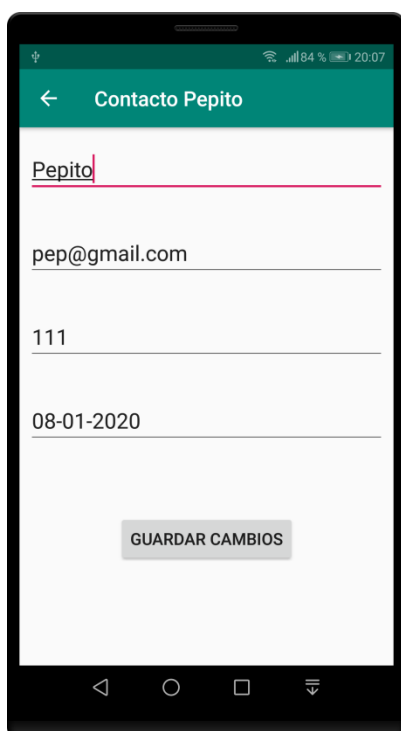 84 % 20:07
Contacto Pepito
Pepito
pep@gmail.com
111
08-01-2020
GUARDAR CAMBIOS